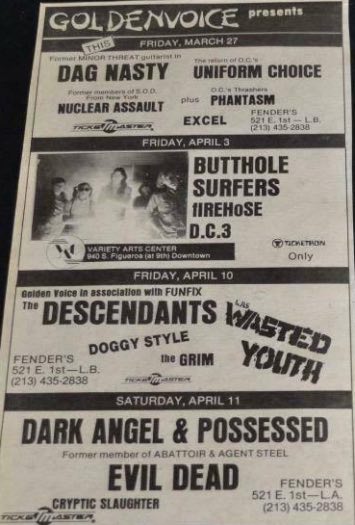 GOLDENVOICE presents
THIS
FRIDAY, MARCH 27
Former MINOR THREAT guitarist in
The return of O.C.'s
DAG NASTY UNIFORM CHOICE
Former members of S.O.D.
From New York
O.C.'s Thrashers
NUCLEAR ASSAULT plus PHANTASM
EXCEL
FENDER'S
521 E. 1st — L.B.
(213) 435-2838
TICKETMASTER
FRIDAY, APRIL 3
BUTTHOLE
SURFERS
fIREHOSE
D.C.3
VARIETY ARTS CENTER
940 S. Figueroa (at 9th) Downtown
TICKETRON
Only
FRIDAY, APRIL 10
Golden Voice in association with FUNFIX
The DESCENDANTS
LAs
WASTED
YOUTH
DOGGY STYLE
the GRIM
FENDER'S
521 E. 1st—L.B.
(213) 435-2838
TICKETMASTER
SATURDAY, APRIL 11
DARK ANGEL & POSSESSED
Former member of ABATTOIR & AGENT STEEL
EVIL DEAD
CRYPTIC SLAUGHTER
FENDER'S
521 E. 1st—L.B.
(213) 435-2838
TICKETMASTER